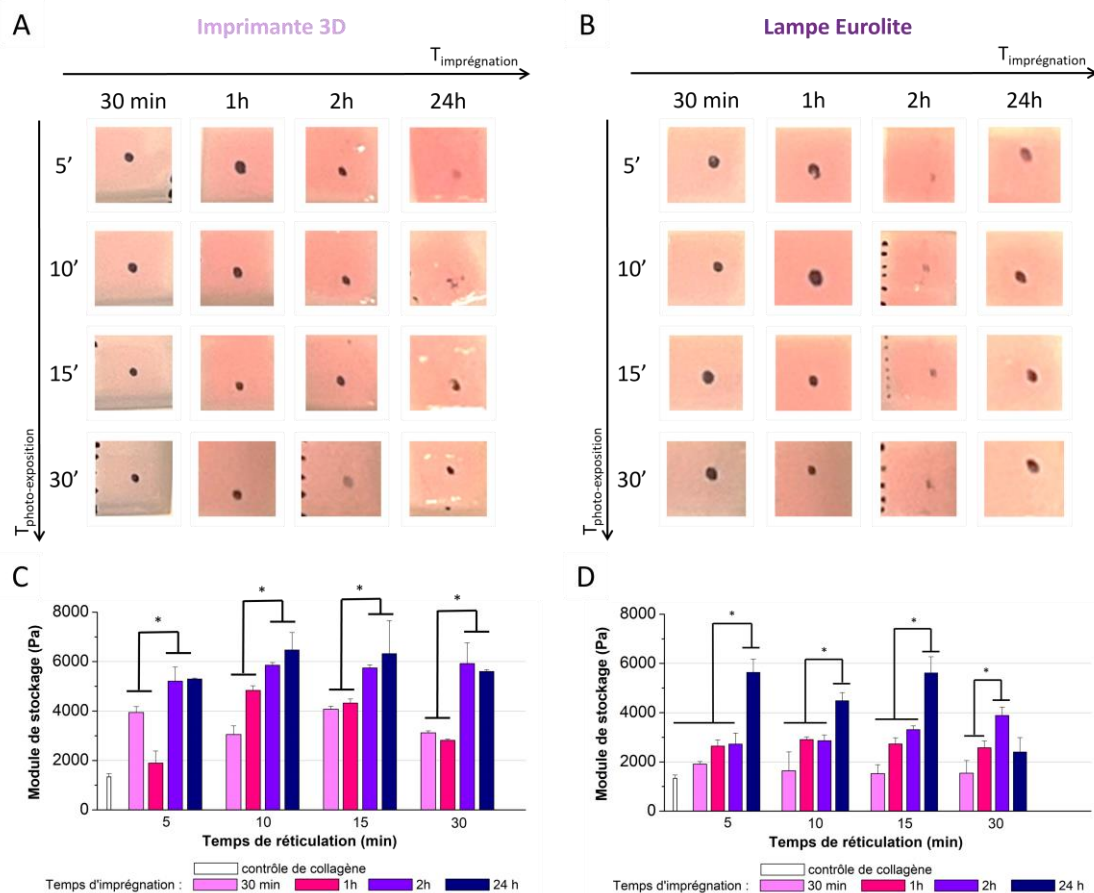 A
Imprimante 3D
T imprégnation
30 min 1h 2h 24h
5’
10’
15’
30’
T photo-exposition
B
Lampe Eurolite
T imprégnation
30 min 1h 2h 24h
5’
10’
15’
30’
T photo-exposition
C
Module de stockage (Pa)
8000
6000
4000
2000
0
* * * *
5 10 15 30
Temps de réticulation (min)
contrôle de collagène
Temps d'imprégnation : 30 min 1h 2h 24 h
D
Module de stockage (Pa)
8000
6000
4000
2000
0
* * * *
5 10 15 30
Temps de réticulation (min)
contrôle de collagène
Temps d'imprégnation : 30 min 1h 2h 24 h